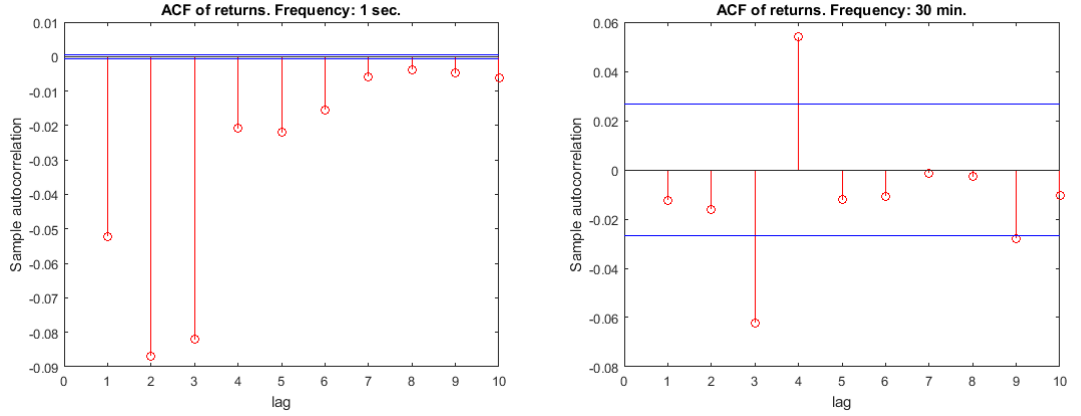 ACF of returns. Frequency: 1 sec.
0.01
0
-0.01
-0.02
-0.03
-0.04
-0.05
-0.06
-0.07
-0.08
-0.09
Sample autocorrelation
0 1 2 3 4 5 6 7 8 9 10
lag
ACF of returns. Frequency: 30 min.
0.06
0.04
0.02
0
-0.02
-0.04
-0.06
-0.08
Sample autocorrelation
0 1 2 3 4 5 6 7 8 9 10
lag